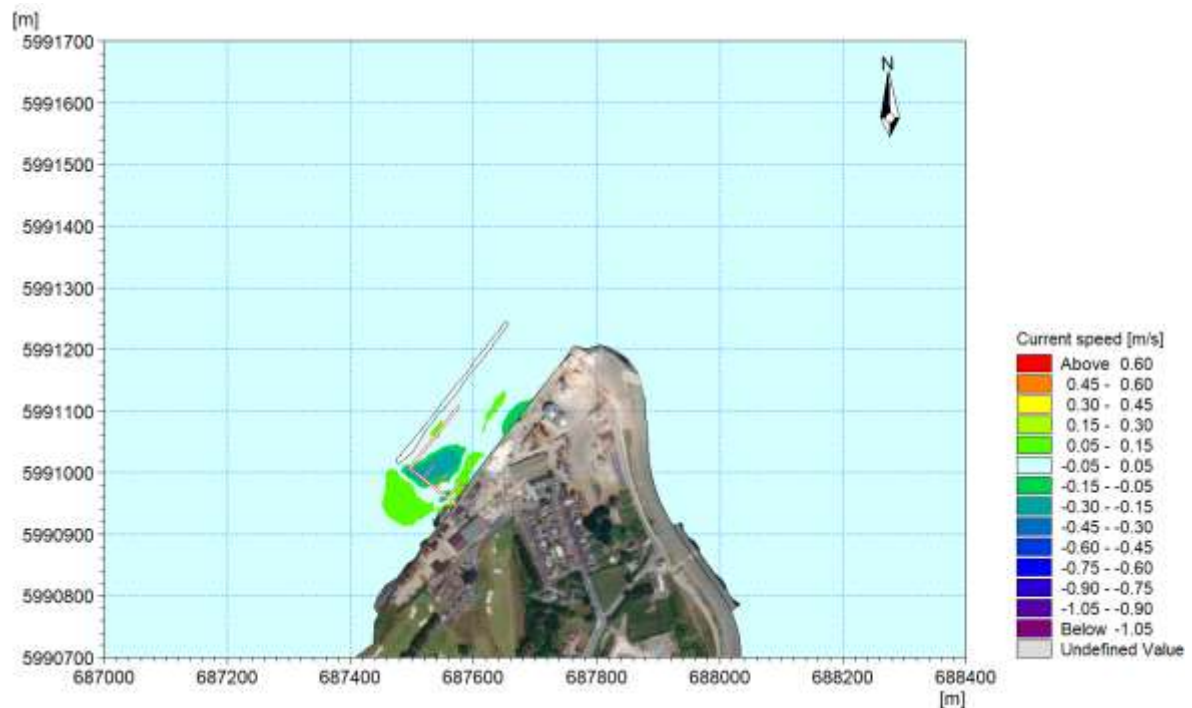 [m]
5991700
5991600
5991500
5991400
5991300
5991200
5991100
5991000
5990900
5990800
5990700
687000 687200 687400 687600 687800 688000 688200 688400
[m]
N
Current speed [m/s]
Above 0.60
0.45 - 0.60
0.30 - 0.45
0.15 - 0.30
0.05 - 0.15
-0.05 - 0.05
-0.15 - -0.05
-0.30 - -0.15
-0.45 - -0.30
-0.60 - -0.45
-0.75 - -0.60
-0.90 - -0.75
-1.05 - -0.90
Below -1.05
Undefined Value